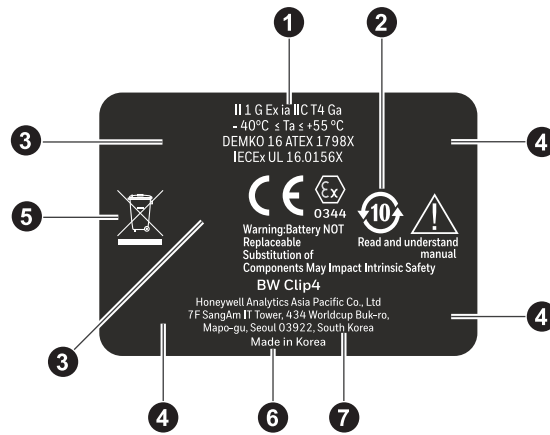 1
2
II 1 G Ex ia IIC T4 Ga
- 40°C ≤ Ta ≤ +55 °C
DEMKO 16 ATEX 1798X
IECEx UL 16.0156X
3
4
5
CE Ex
0344
10
Warning:Battery NOT
Replaceable
Substitution of
Components May Impact Intrinsic Safety
Read and understand
manual
BW Clip4
Honeywell Analytics Asia Pacific Co., Ltd
7F SangAm IT Tower, 434 Worldcup Buk-ro,
Mapo-gu, Seoul 03922, South Korea
Made in Korea
4
3
4
6
7